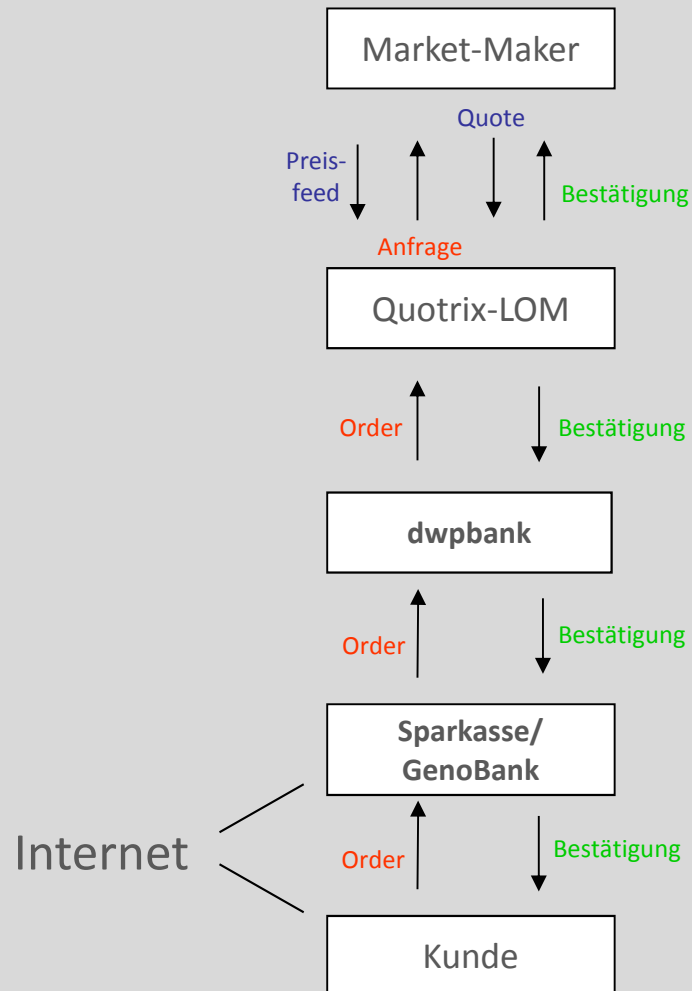 Market-Maker
Quote
Preis-
feed
Bestätigung
Anfrage
Quotrix-LOM
Order
Bestätigung
dwpbank
Order
Bestätigung
Sparkasse/
GenoBank
Internet
Order
Bestätigung
Kunde